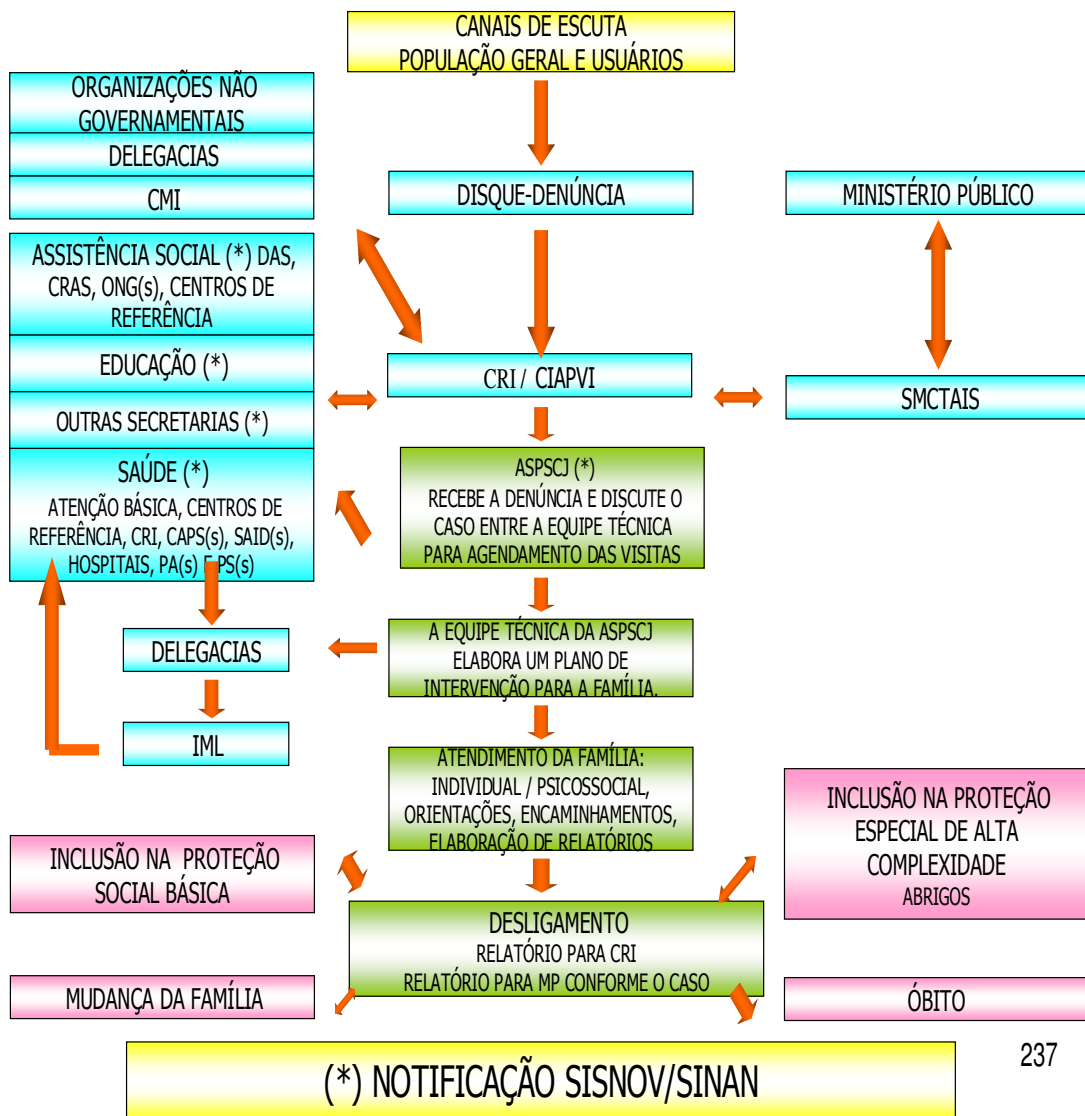 CANAIS DE ESCUTA
POPULAÇÃO GERAL E USUÁRIOS
ORGANIZAÇÕES NÃO
GOVERNAMENTAIS
DELEGACIAS
CMI
DISQUE-DENÚNCIA
MINISTÉRIO PÚBLICO
ASSISTÊNCIA SOCIAL (*) DAS,
CRAS, ONG(s), CENTROS DE
REFERÊNCIA
EDUCAÇÃO (*)
OUTRAS SECRETARIAS (*)
SAÚDE (*)
ATENÇÃO BÁSICA, CENTROS DE
REFERÊNCIA, CRI, CAPS(s), SAID(s),
HOSPITAIS, PA(s) E PS(s)
CRI / CIAPVI
SMCTAIS
ASPSCJ (*)
RECEBE A DENÚNCIA E DISCUTE O
CASO ENTRE A EQUIPE TÉCNICA
PARA AGENDAMENTO DAS VISITAS
DELEGACIAS
A EQUIPE TÉCNICA DA ASPSCJ
ELABORA UM PLANO DE
INTERVENÇÃO PARA A FAMÍLIA.
IML
ATENDIMENTO DA FAMÍLIA:
INDIVIDUAL / PSICOSSOCIAL,
ORIENTAÇÕES, ENCAMINHAMENTOS,
ELABORAÇÃO DE RELATÓRIOS
INCLUSÃO NA PROTEÇÃO
ESPECIAL DE ALTA
COMPLEXIDADE
ABRIGOS
INCLUSÃO NA PROTEÇÃO
SOCIAL BÁSICA
DESLIGAMENTO
RELATÓRIO PARA CRI
RELATÓRIO PARA MP CONFORME O CASO
MUDANÇA DA FAMÍLIA
ÓBITO
(*) NOTIFICAÇÃO SISNOV/SINAN
237